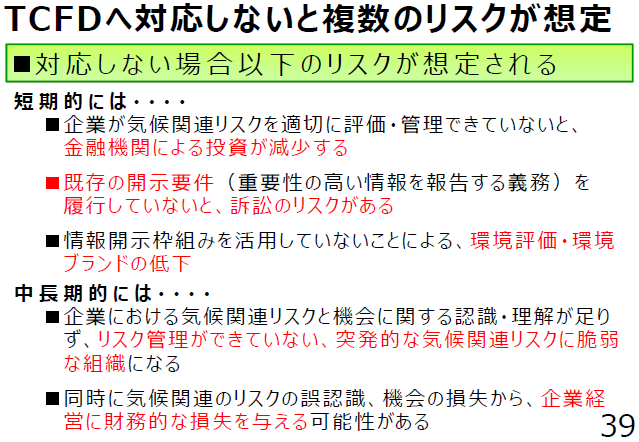 TCFDへ対応しないと複数のリスクが想定
■対応しない場合以下のリスクが想定される
短期的には・・・・
■企業が気候関連リスクを適切に評価・管理できていないと、
金融機関による投資が減少する
■既存の開示要件（重要性の高い情報を報告する義務）を
履行していないと、訴訟のリスクがある
■情報開示枠組みを活用していないことによる、環境評価・環境
ブランドの低下
中長期的には・・・・
■企業における気候関連リスクと機会に関する認識・理解が足り
ず、リスク管理ができていない、突発的な気候関連リスクに脆弱
な組織になる
■同時に気候関連のリスクの誤認識、機会の損失から、企業経
営に財務的な損失を与える可能性がある
39